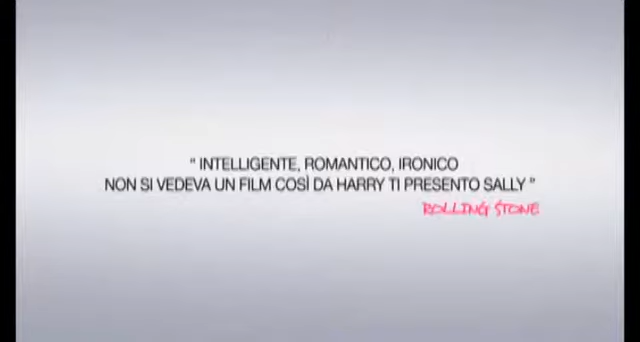 " INTELLIGENTE, ROMANTICO, IRONICO
NON SI VEDEVA UN FILM COSÌ DA HARRY TI PRESENTO SALLY "
ROLLING STONE